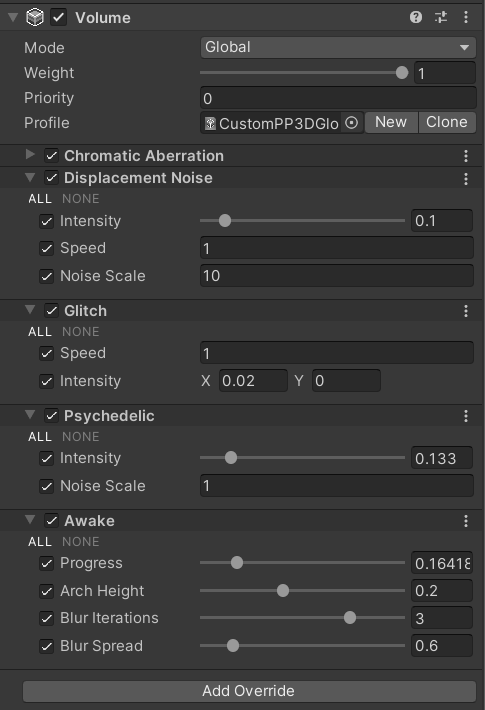 Volume
Mode Global
Weight 1
Priority 0
Profile CustomPP3DGlo New Clone
Chromatic Aberration
Displacement Noise
ALL NONE
Intensity 0.1
Speed 1
Noise Scale 10
Glitch
ALL NONE
Speed 1
Intensity X 0.02 Y 0
Psychedelic
ALL NONE
Intensity 0.133
Noise Scale 1
Awake
ALL NONE
Progress 0.16418
Arch Height 0.2
Blur Iterations 3
Blur Spread 0.6
Add Override